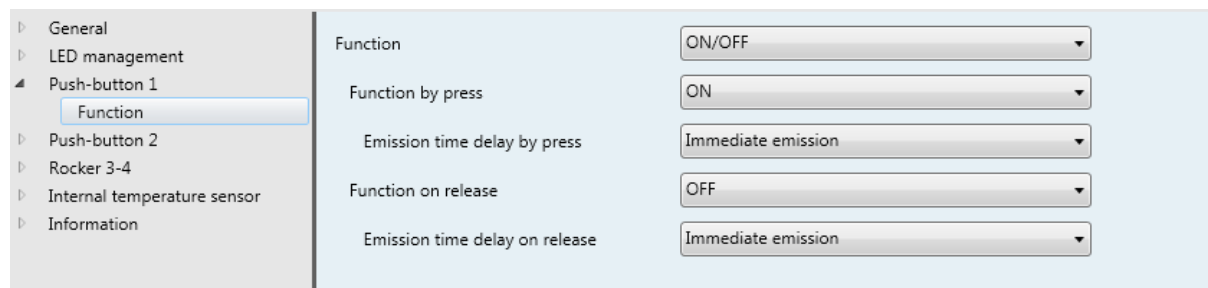 General
LED management
Push-button 1
Function
Push-button 2
Rocker 3-4
Internal temperature sensor
Information
Function ON/OFF
Function by press ON
Emission time delay by press Immediate emission
Function on release OFF
Emission time delay on release Immediate emission